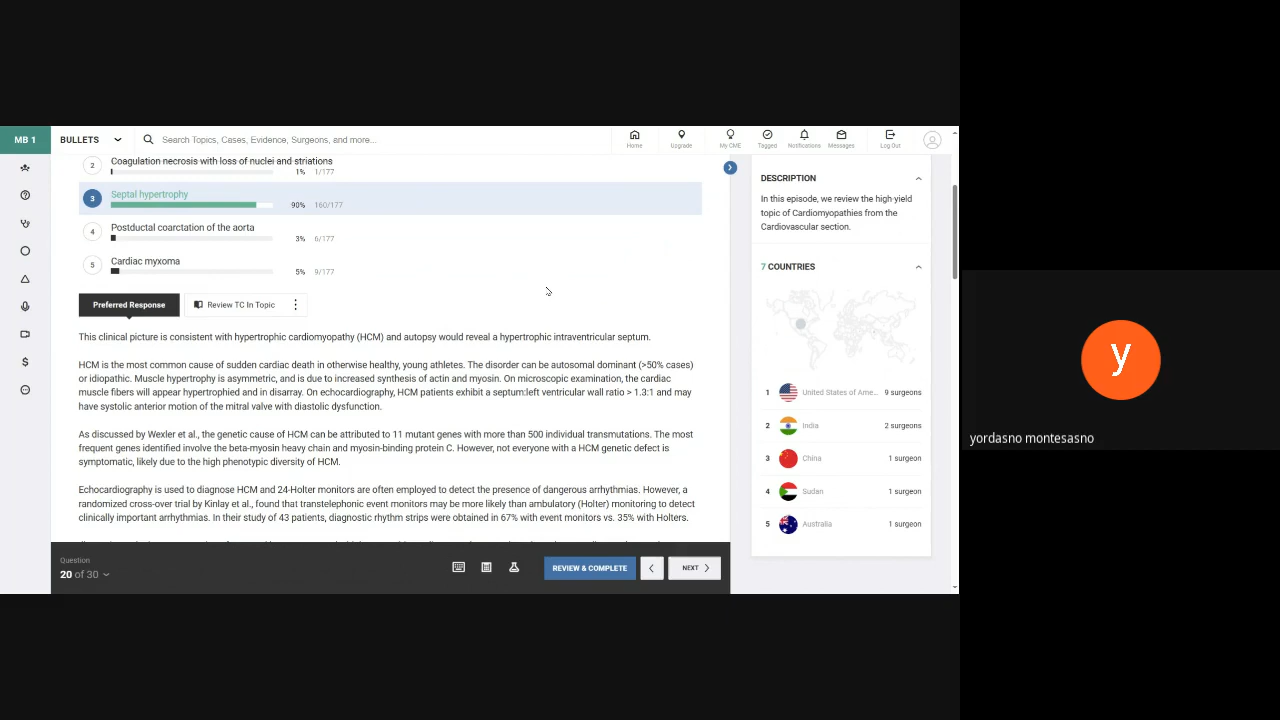 MB 1
BULLETS
Search Topics, Cases, Evidence, Surgeons, and more...
Home
Upgrade
My CME
Tagged
Notifications
Messages
Log Out
2
Coagulation necrosis with loss of nuclei and striations
1% 1/177
3
Septal hypertrophy
90% 160/177
4
Postductal coarctation of the aorta
3% 6/177
5
Cardiac myxoma
5% 9/177
Preferred Response
Review TC In Topic
This clinical picture is consistent with hypertrophic cardiomyopathy (HCM) and autopsy would reveal a hypertrophic intraventricular septum.
HCM is the most common cause of sudden cardiac death in otherwise healthy, young athletes. The disorder can be autosomal dominant (>50% cases)
or idiopathic. Muscle hypertrophy is asymmetric, and is due to increased synthesis of actin and myosin. On microscopic examination, the cardiac
muscle fibers will appear hypertrophied and in disarray. On echocardiography, HCM patients exhibit a septum:left ventricular wall ratio > 1.3:1 and may
have systolic anterior motion of the mitral valve with diastolic dysfunction.
As discussed by Wexler et al., the genetic cause of HCM can be attributed to 11 mutant genes with more than 500 individual transmutations. The most
frequent genes identified involve the beta-myosin heavy chain and myosin-binding protein C. However, not everyone with a HCM genetic defect is
symptomatic, likely due to the high phenotypic diversity of HCM.
Echocardiography is used to diagnose HCM and 24-Holter monitors are often employed to detect the presence of dangerous arrhythmias. However, a
randomized cross-over trial by Kinlay et al., found that transtelephonic event monitors may be more likely than ambulatory (Holter) monitoring to detect
clinically important arrhythmias. In their study of 43 patients, diagnostic rhythm strips were obtained in 67% with event monitors vs. 35% with Holters.
Question
20 of 30
REVIEW & COMPLETE
NEXT
DESCRIPTION
In this episode, we review the high-yield
topic of Cardiomyopathies from the
Cardiovascular section.
7 COUNTRIES
1 United States of Ame... 9 surgeons
2 India 2 surgeons
3 China 1 surgeon
4 Sudan 1 surgeon
5 Australia 1 surgeon
y
yordasno montesasno